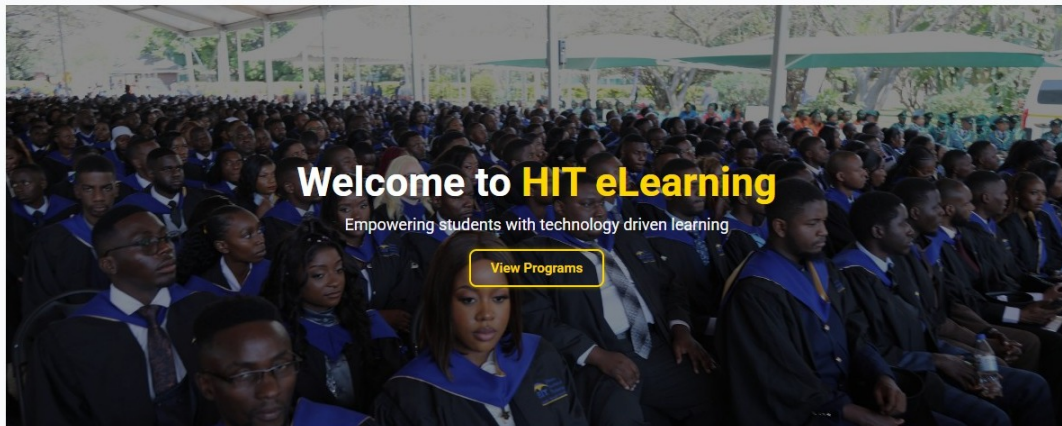 Welcome to HIT eLearning
Empowering students with technology driven learning
View Programs